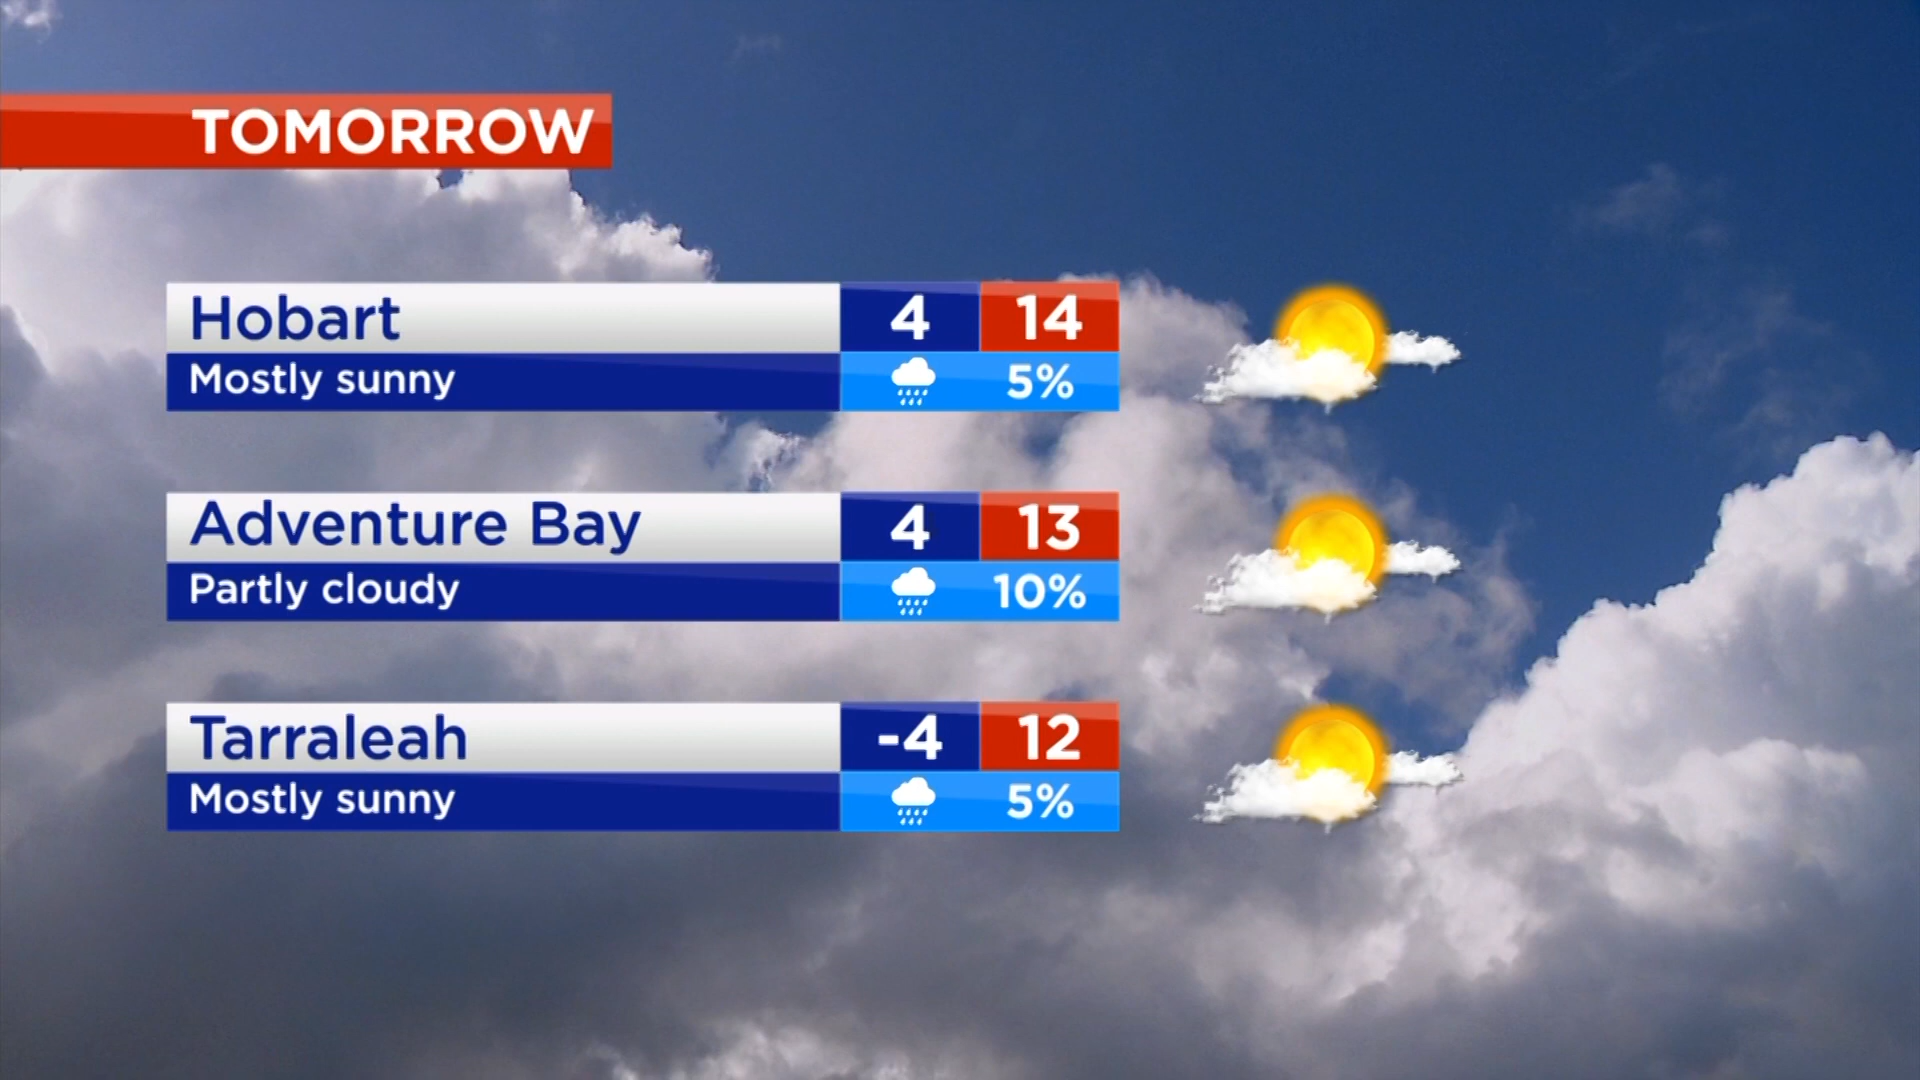 TOMORROW
Hobart 4 14
Mostly sunny 5%
Adventure Bay 4 13
Partly cloudy 10%
Tarraleah -4 12
Mostly sunny 5%